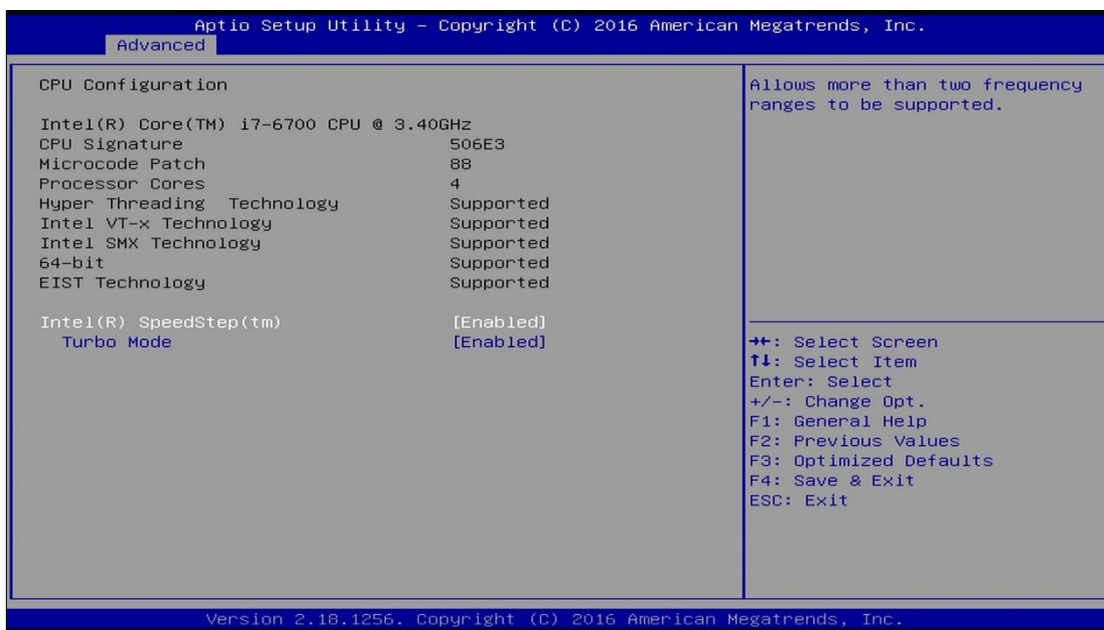 Aptio Setup Utility – Copyright (C) 2016 American Megatrends, Inc.
Advanced
CPU Configuration
Intel(R) Core(TM) i7-6700 CPU @ 3.40GHz
CPU Signature 506E3
Microcode Patch 88
Processor Cores 4
Hyper Threading Technology Supported
Intel VT-x Technology Supported
Intel SMX Technology Supported
64-bit Supported
EIST Technology Supported
Intel(R) SpeedStep(tm) [Enabled]
Turbo Mode [Enabled]
Allows more than two frequency
ranges to be supported.
→←: Select Screen
↑↓: Select Item
Enter: Select
+/-: Change Opt.
F1: General Help
F2: Previous Values
F3: Optimized Defaults
F4: Save & Exit
ESC: Exit
Version 2.18.1256. Copyright (C) 2016 American Megatrends, Inc.